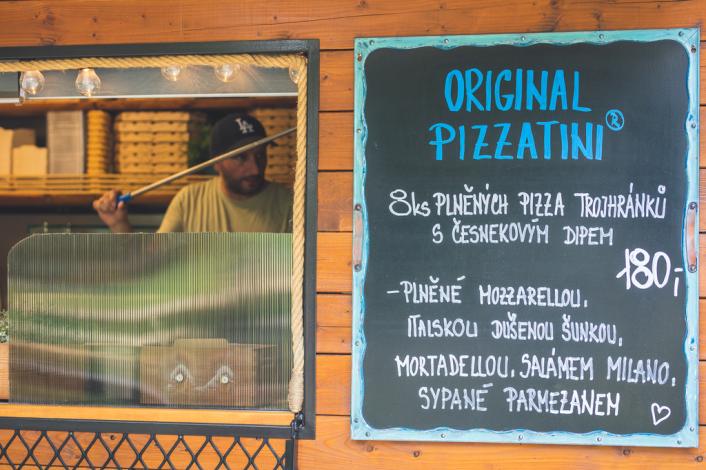 LA
ORIGINAL
PIZZATINI®
8ks PLNĚNÝCH PIZZA TROJHRÁNKŮ
S ČESNEKOVÝM DIPEM
180,-
-PLNĚNÉ MOZZARELLOU,
ITALSKOU DUŠENOU ŠUNKOU,
MORTADELLOU, SALÁMEM MILANO,
SYPANÉ PARMEZANEM